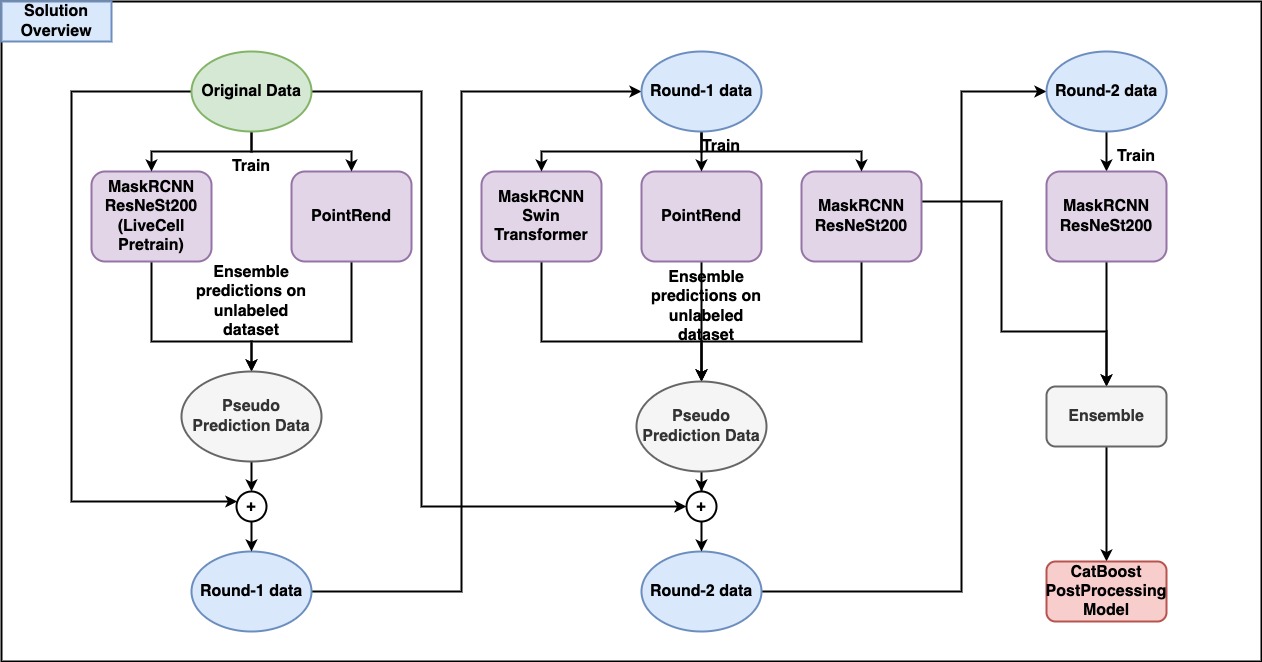 Solution
Overview
Original Data
Round-1 data
Round-2 data
Train
Train
Train
MaskRCNN
ResNeSt200
(LiveCell
Pretrain)
PointRend
MaskRCNN
Swin
Transformer
PointRend
MaskRCNN
ResNeSt200
MaskRCNN
ResNeSt200
Ensemble
predictions on
unlabeled
dataset
Ensemble
predictions on
unlabeled
dataset
Pseudo
Prediction Data
Pseudo
Prediction Data
Ensemble
+
+
Round-1 data
Round-2 data
CatBoost
PostProcessing
Model